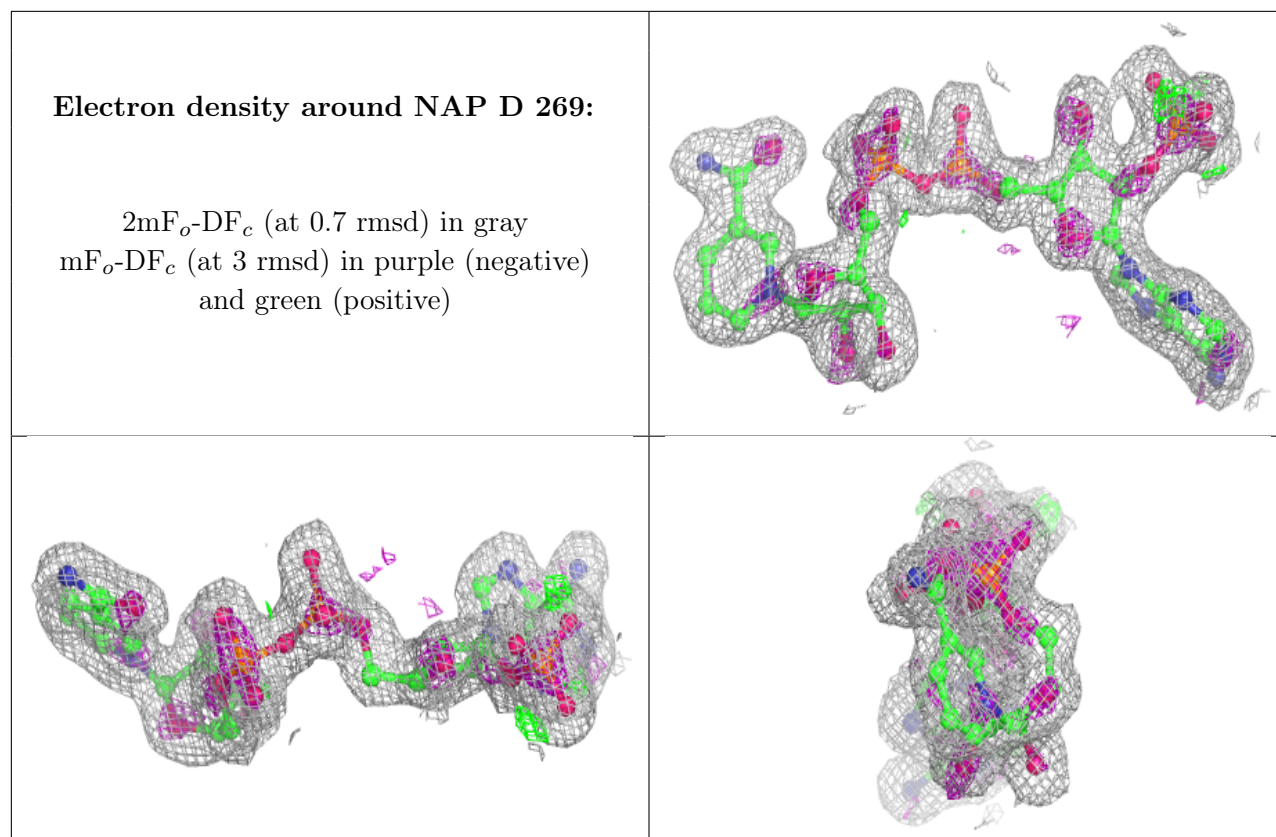 Electron density around NAP D 269:
2mFo-DFc (at 0.7 rmsd) in gray
mFo-DFc (at 3 rmsd) in purple (negative)
and green (positive)